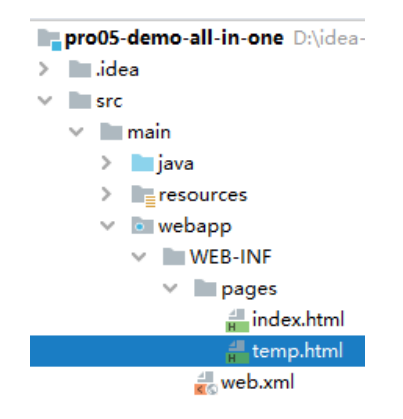 pro05-demo-all-in-one D:\idea-
.idea
src
main
java
resources
webapp
WEB-INF
pages
index.html
temp.html
web.xml